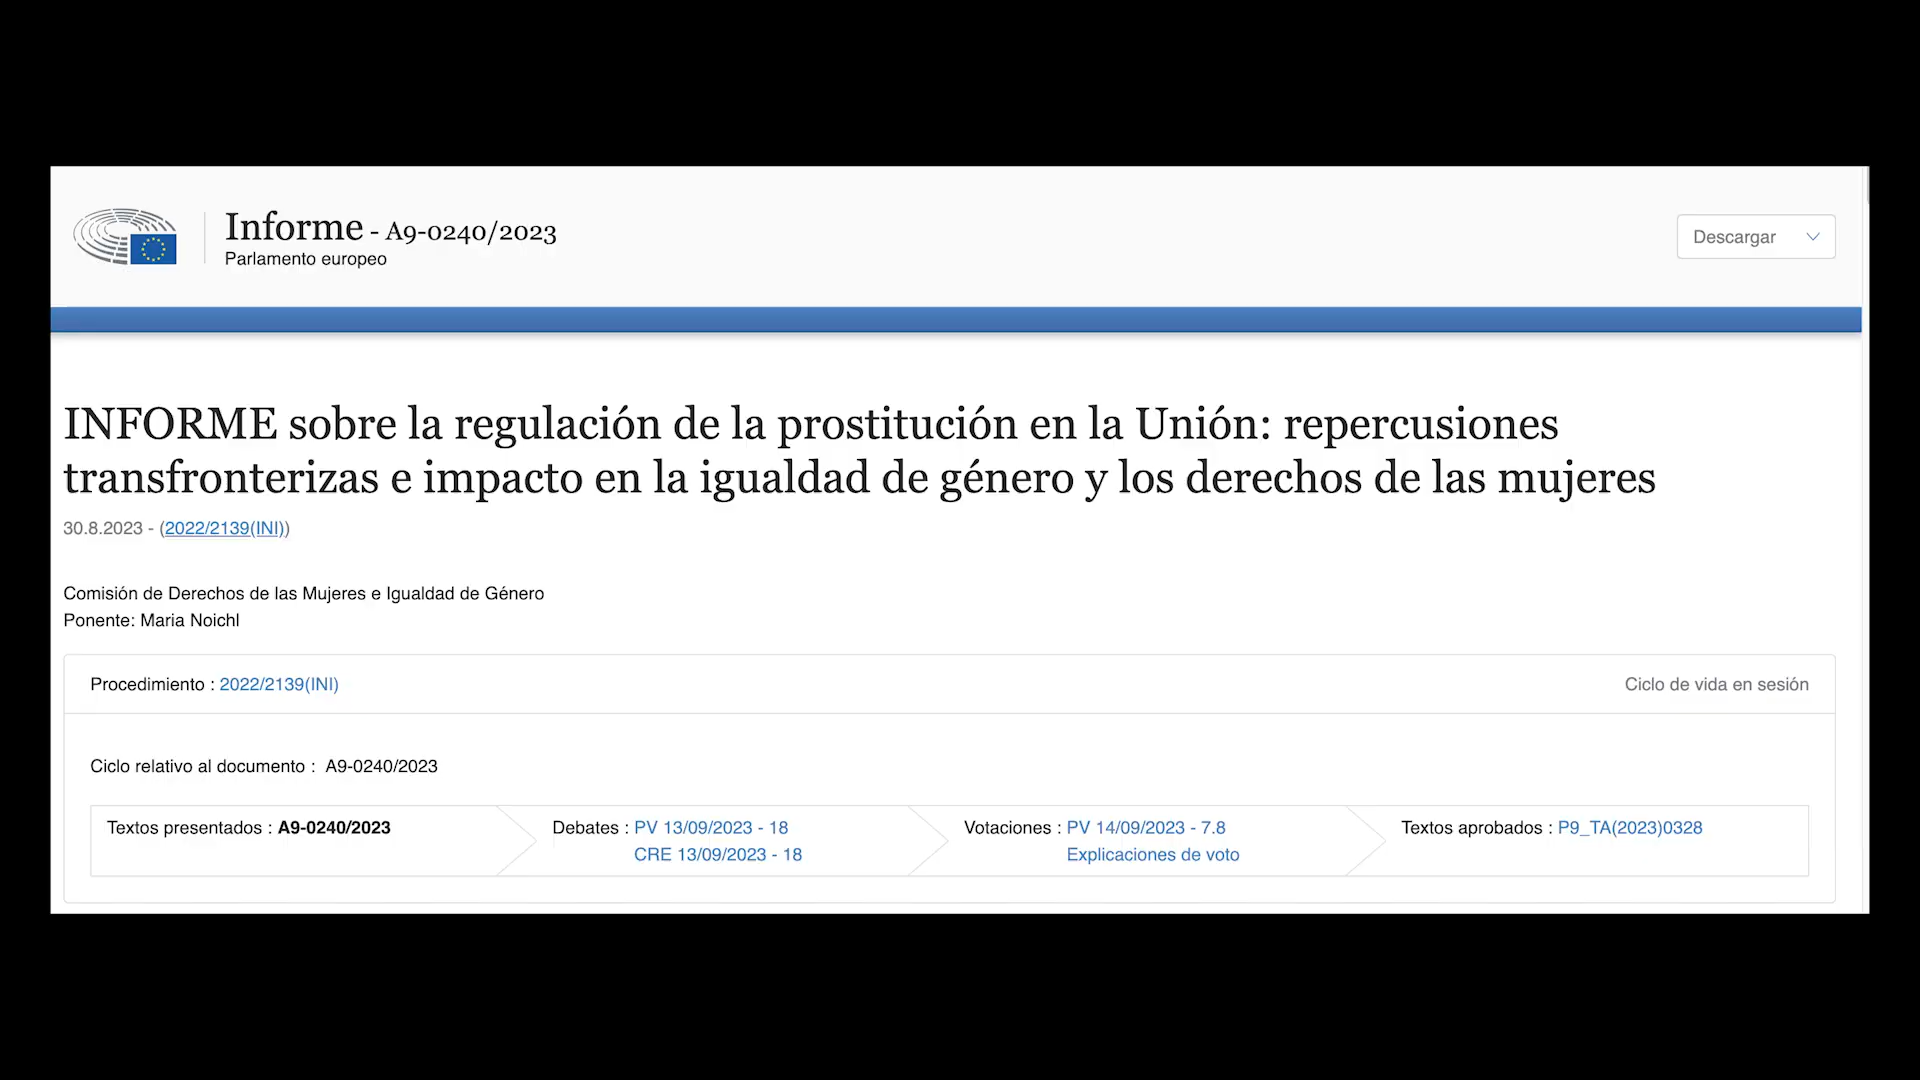 Informe - A9-0240/2023
Parlamento europeo
Descargar
INFORME sobre la regulación de la prostitución en la Unión: repercusiones
transfronterizas e impacto en la igualdad de género y los derechos de las mujeres
30.8.2023 - (2022/2139(INI))
Comisión de Derechos de las Mujeres e Igualdad de Género
Ponente: Maria Noichl
Procedimiento : 2022/2139(INI)
Ciclo de vida en sesión
Ciclo relativo al documento : A9-0240/2023
Textos presentados : A9-0240/2023
Debates : PV 13/09/2023 - 18
CRE 13/09/2023 - 18
Votaciones : PV 14/09/2023 - 7.8
Explicaciones de voto
Textos aprobados : P9_TA(2023)0328